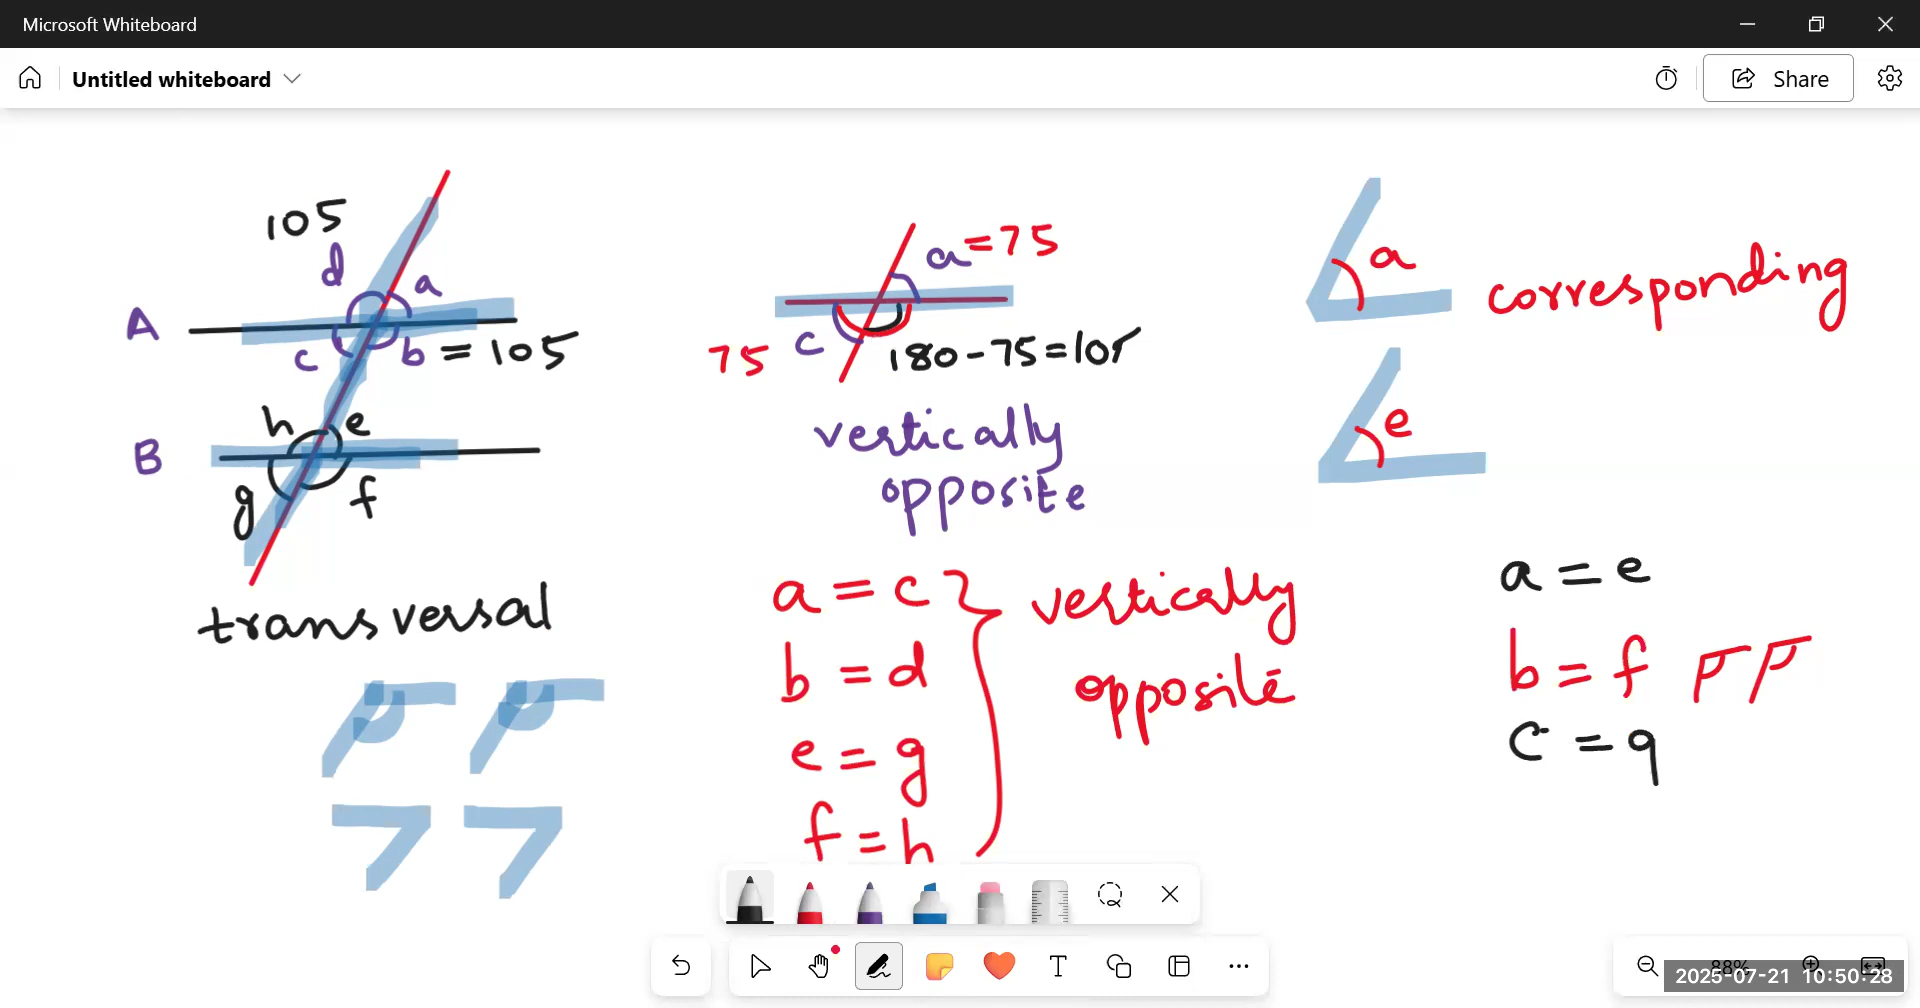 Microsoft Whiteboard
Untitled whiteboard
Share
105
d
a
A
c
b = 105
h
e
B
g
f
transversal
a = 75
75
c
180 - 75 = 105
vertically
opposite
a = c
b = d
e = g
f = h
vertically
opposite
a
corresponding
e
a = e
b = f
c = g
88%
2025-07-21 10:50:28